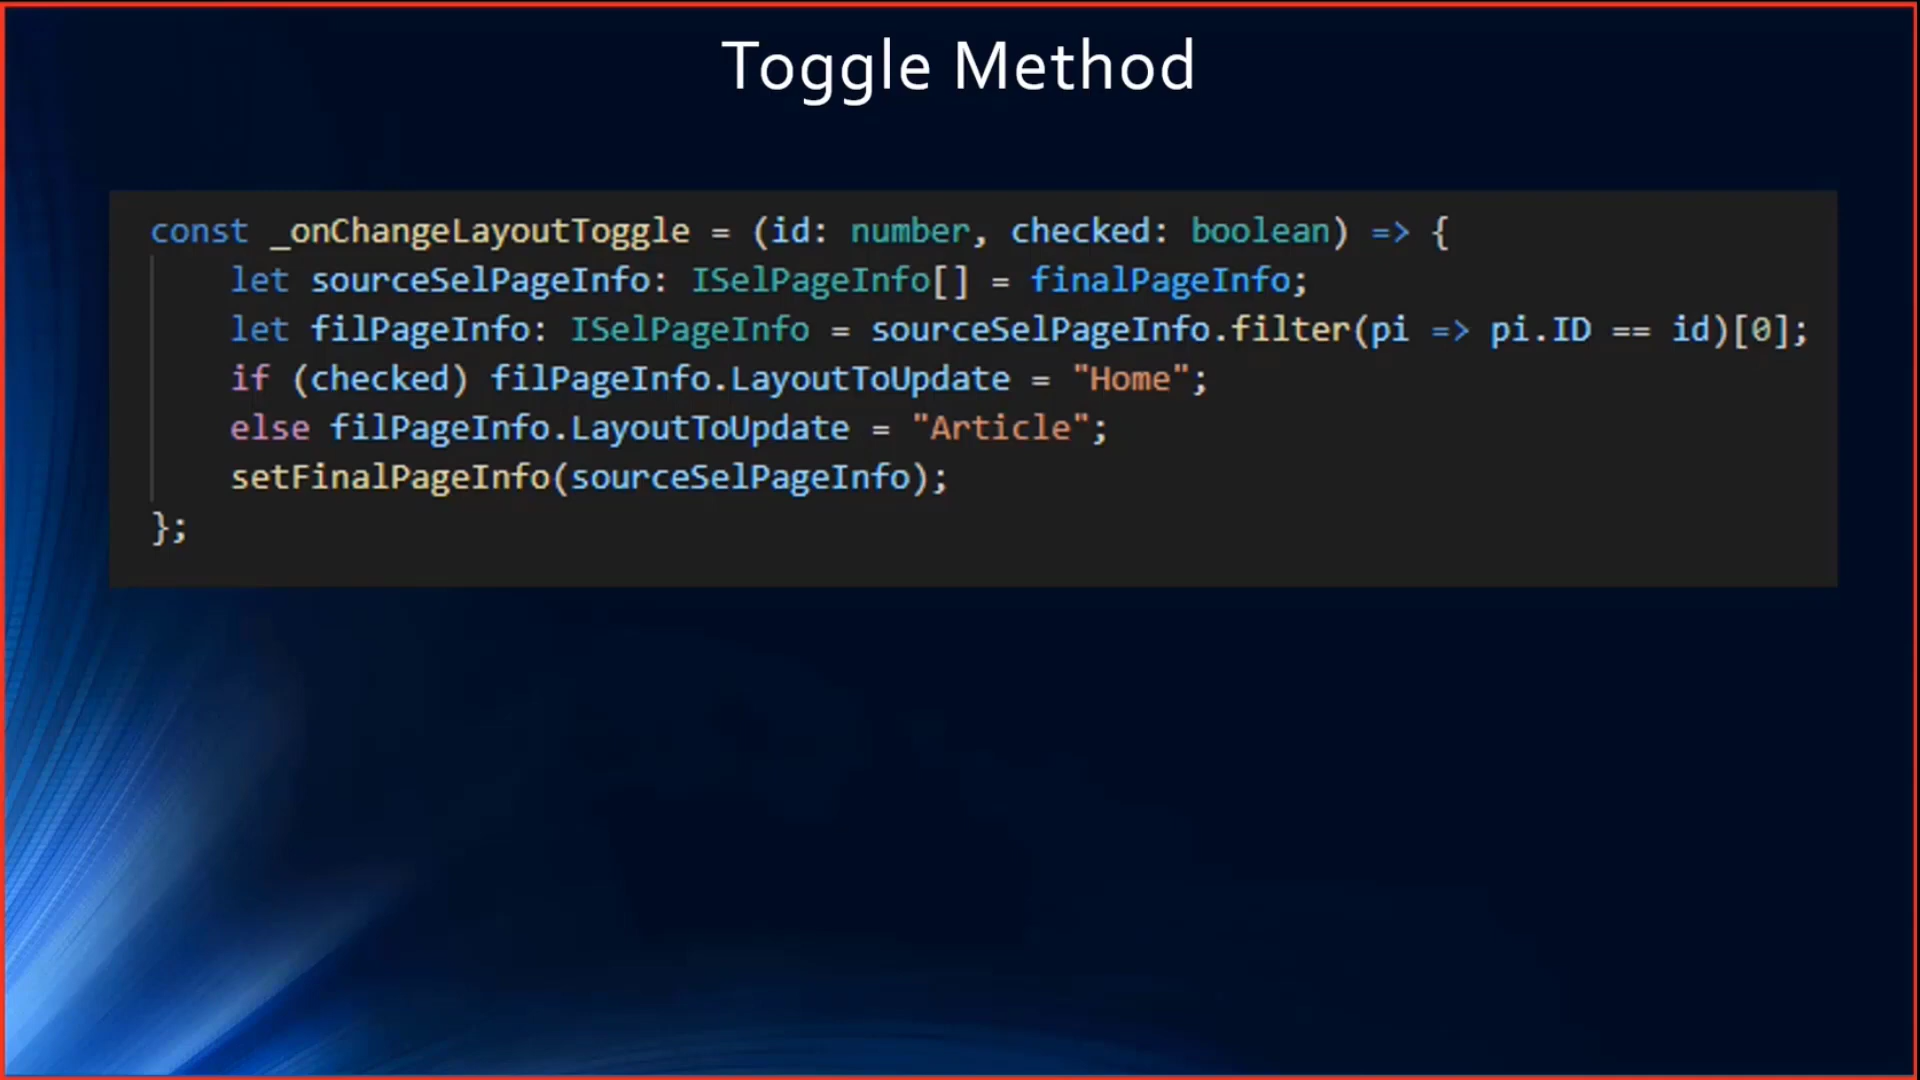 Toggle Method
const _onChangeLayoutToggle = (id: number, checked: boolean) => {
    let sourceSelPageInfo: ISelPageInfo[] = finalPageInfo;
    let filPageInfo: ISelPageInfo = sourceSelPageInfo.filter(pi => pi.ID == id)[0];
    if (checked) filPageInfo.LayoutToUpdate = "Home";
    else filPageInfo.LayoutToUpdate = "Article";
    setFinalPageInfo(sourceSelPageInfo);
};